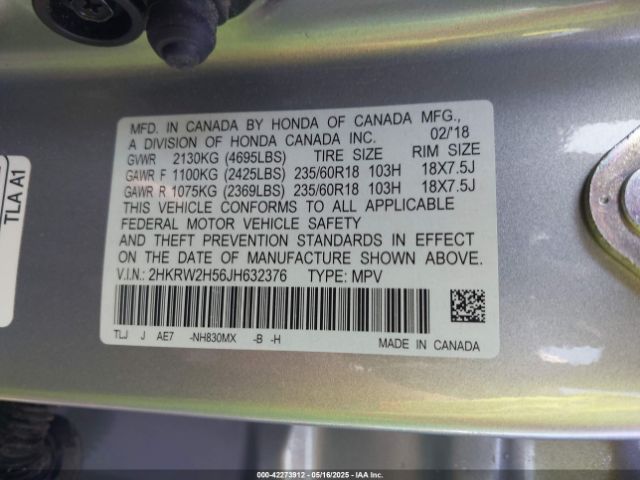 MFD. IN CANADA BY HONDA OF CANADA MFG.,
A DIVISION OF HONDA CANADA INC. 02/'18
GVWR 2130KG (4695LBS) TIRE SIZE RIM SIZE
GAWR F 1100KG (2425LBS) 235/60R18 103H 18X7.5J
GAWR R 1075KG (2369LBS) 235/60R18 103H 18X7.5J
THIS VEHICLE CONFORMS TO ALL APPLICABLE
FEDERAL MOTOR VEHICLE SAFETY
AND THEFT PREVENTION STANDARDS IN EFFECT
ON THE DATE OF MANUFACTURE SHOWN ABOVE.
V.I.N.: 2HKRW2H56JH632376 TYPE: MPV
TLJ J AE7 -NH830MX -B -H
MADE IN CANADA
TLA A1
000-42273912 - 05/16/2025 - IAA Inc.